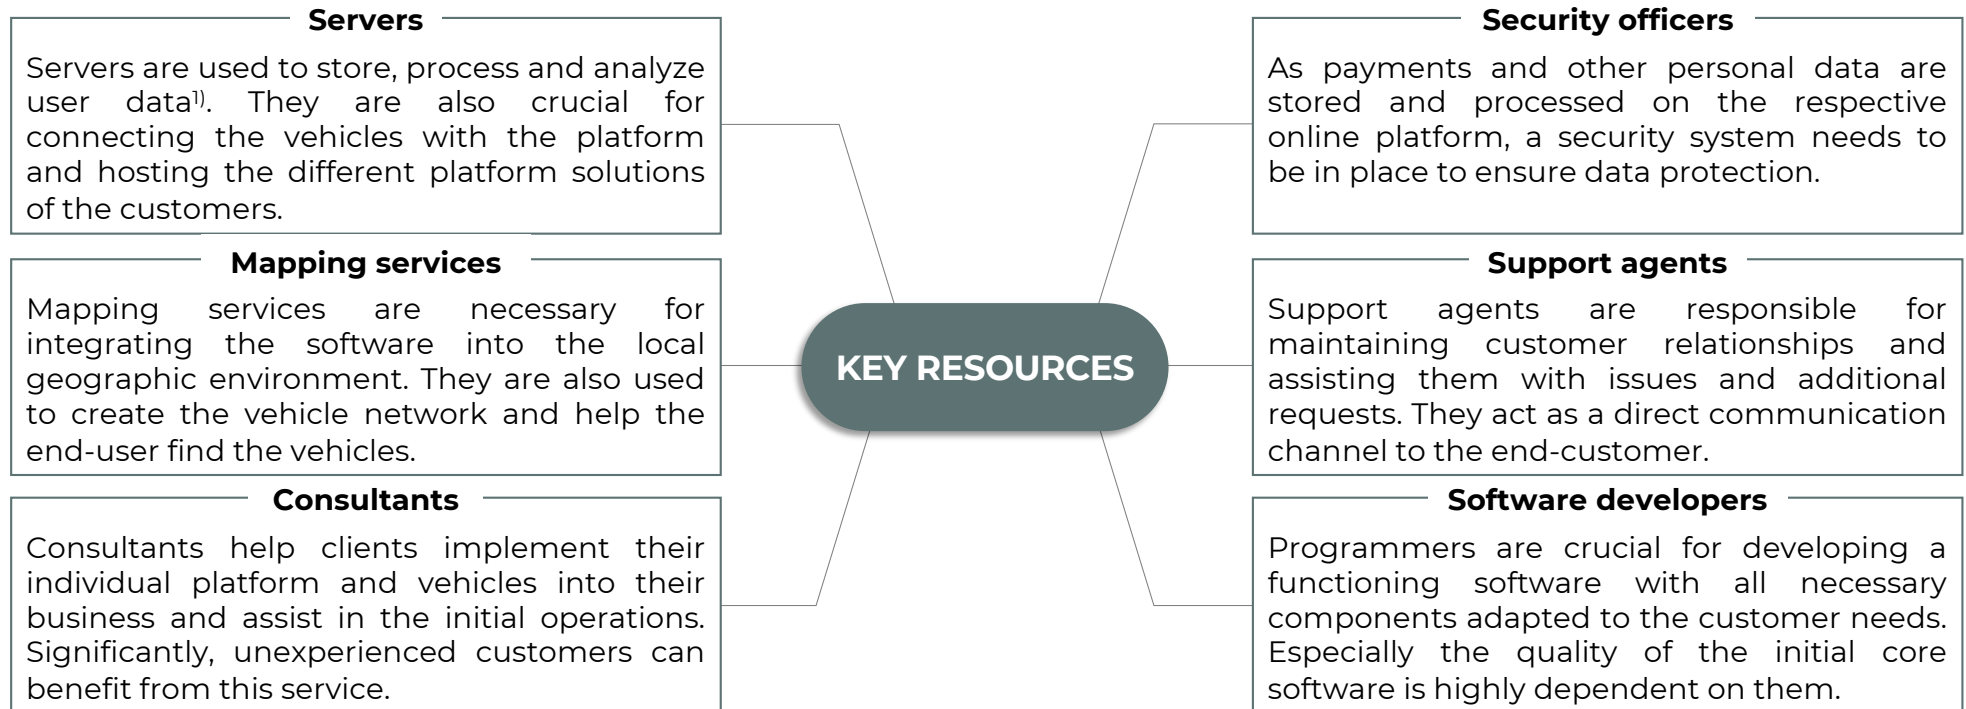 Servers
Servers are used to store, process and analyze
user data1). They are also crucial for
connecting the vehicles with the platform
and hosting the different platform solutions
of the customers.
Mapping services
Mapping services are necessary for
integrating the software into the local
geographic environment. They are also used
to create the vehicle network and help the
end-user find the vehicles.
Consultants
Consultants help clients implement their
individual platform and vehicles into their
business and assist in the initial operations.
Significantly, unexperienced customers can
benefit from this service.
KEY RESOURCES
Security officers
As payments and other personal data are
stored and processed on the respective
online platform, a security system needs to
be in place to ensure data protection.
Support agents
Support agents are responsible for
maintaining customer relationships and
assisting them with issues and additional
requests. They act as a direct communication
channel to the end-customer.
Software developers
Programmers are crucial for developing a
functioning software with all necessary
components adapted to the customer needs.
Especially the quality of the initial core
software is highly dependent on them.